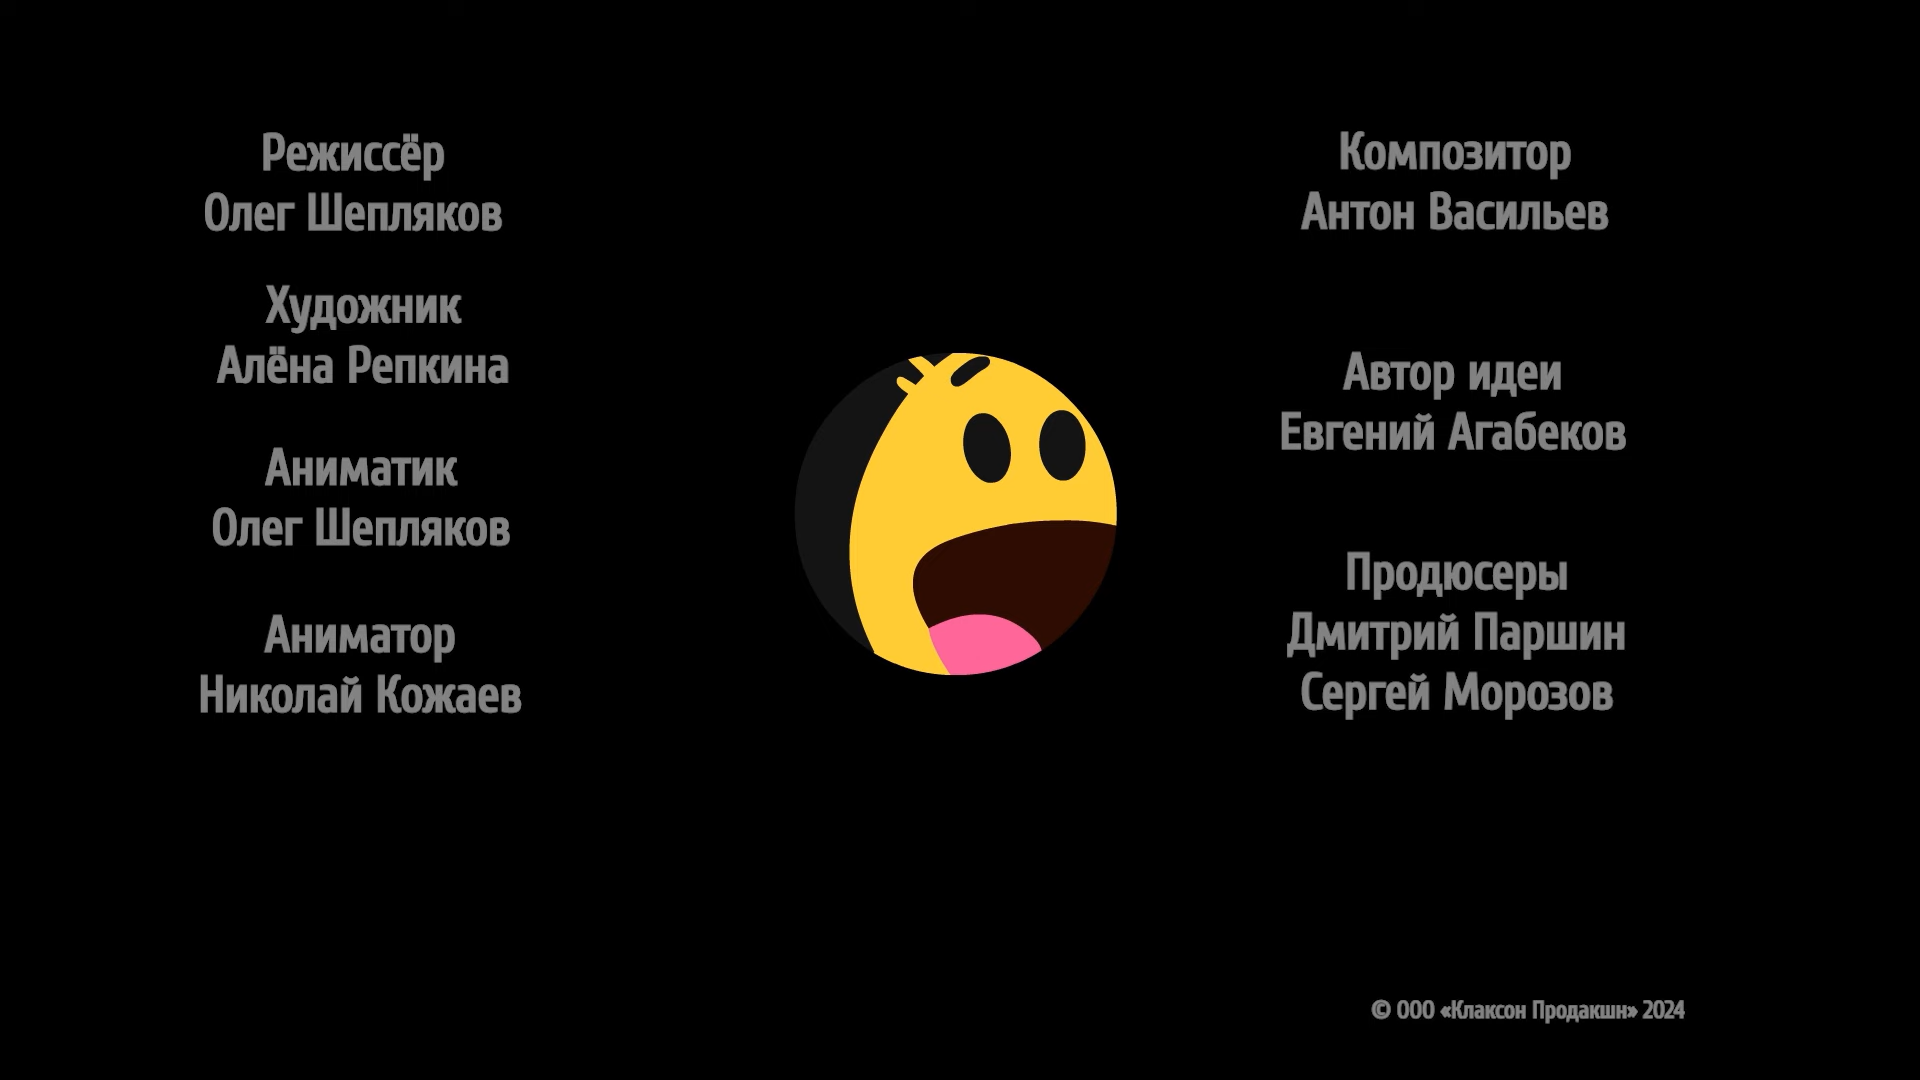 Режиссёр
Олег Шепляков
Художник
Алёна Репкина
Аниматик
Олег Шепляков
Аниматор
Николай Кожаев
Композитор
Антон Васильев
Автор идеи
Евгений Агабеков
Продюсеры
Дмитрий Паршин
Сергей Морозов
© ООО «Клаксон Продакшн» 2024